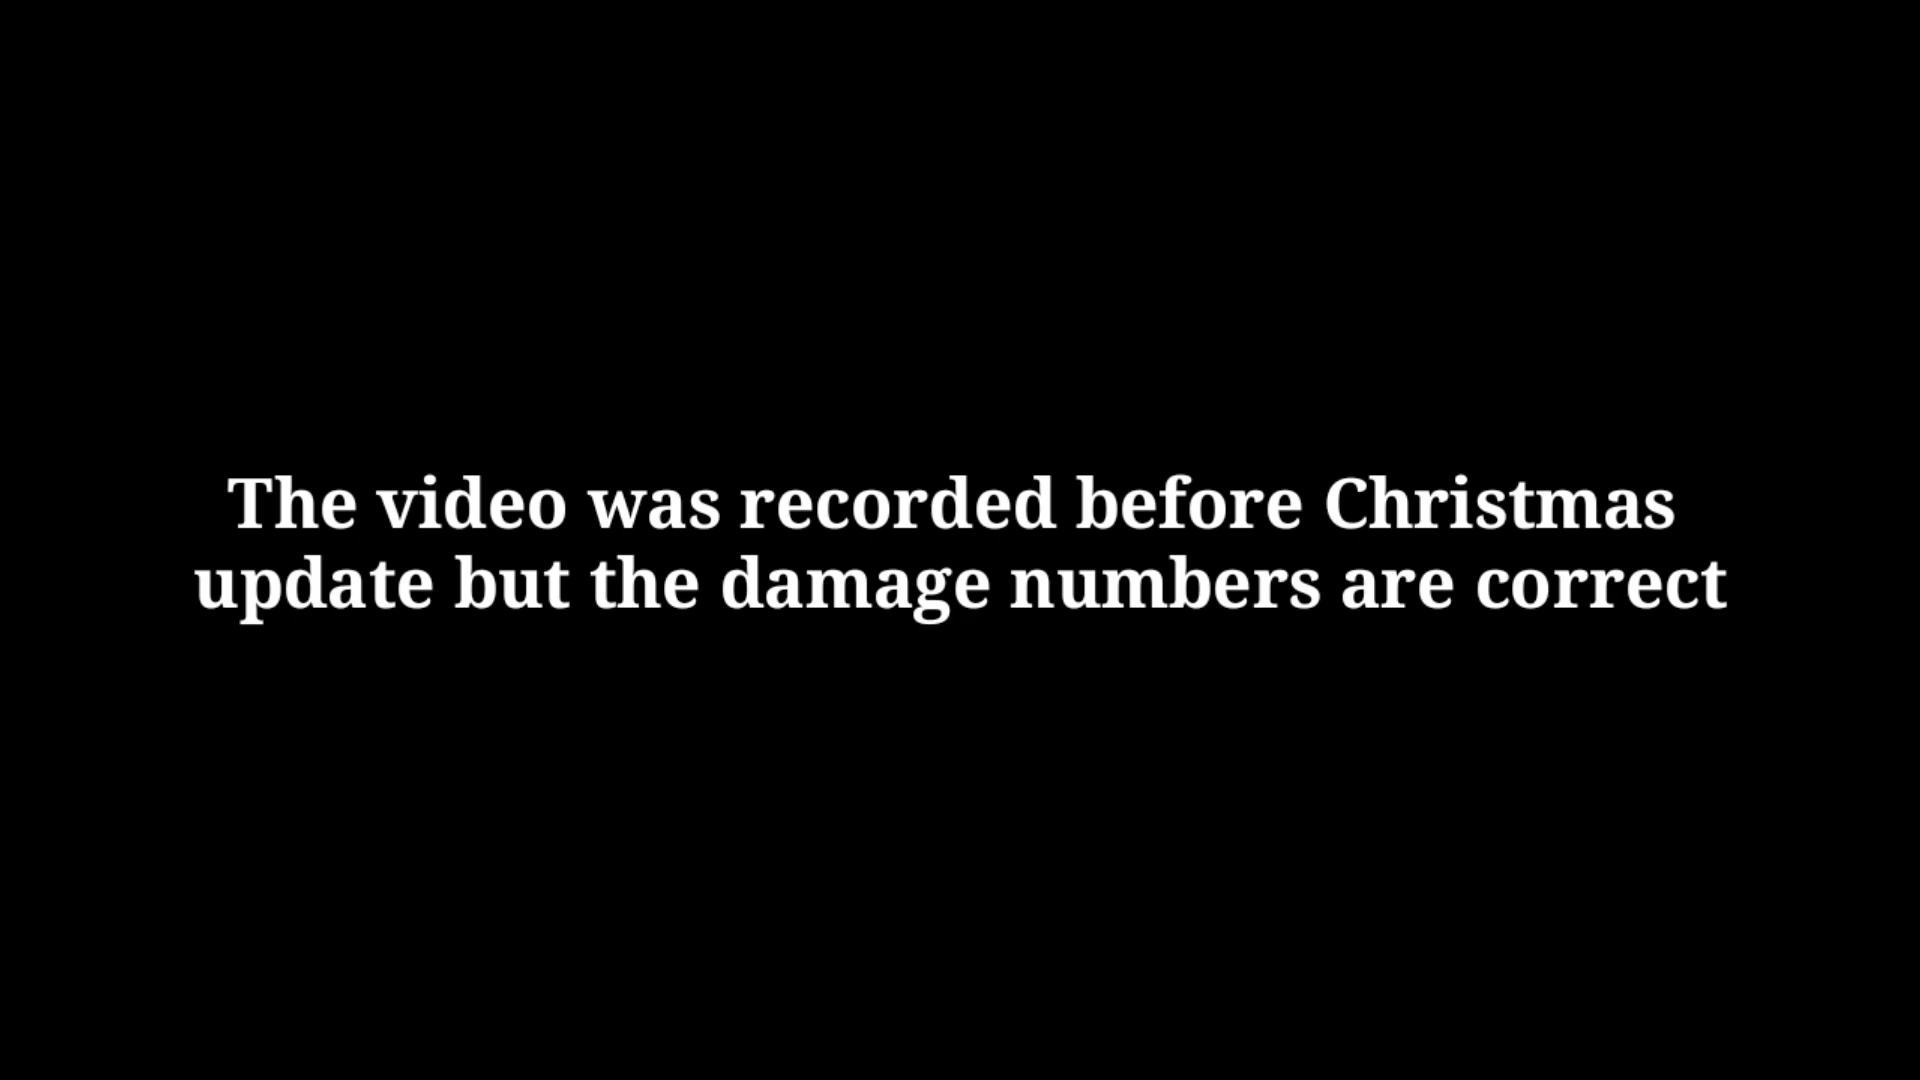 The video was recorded before Christmas
update but the damage numbers are correct